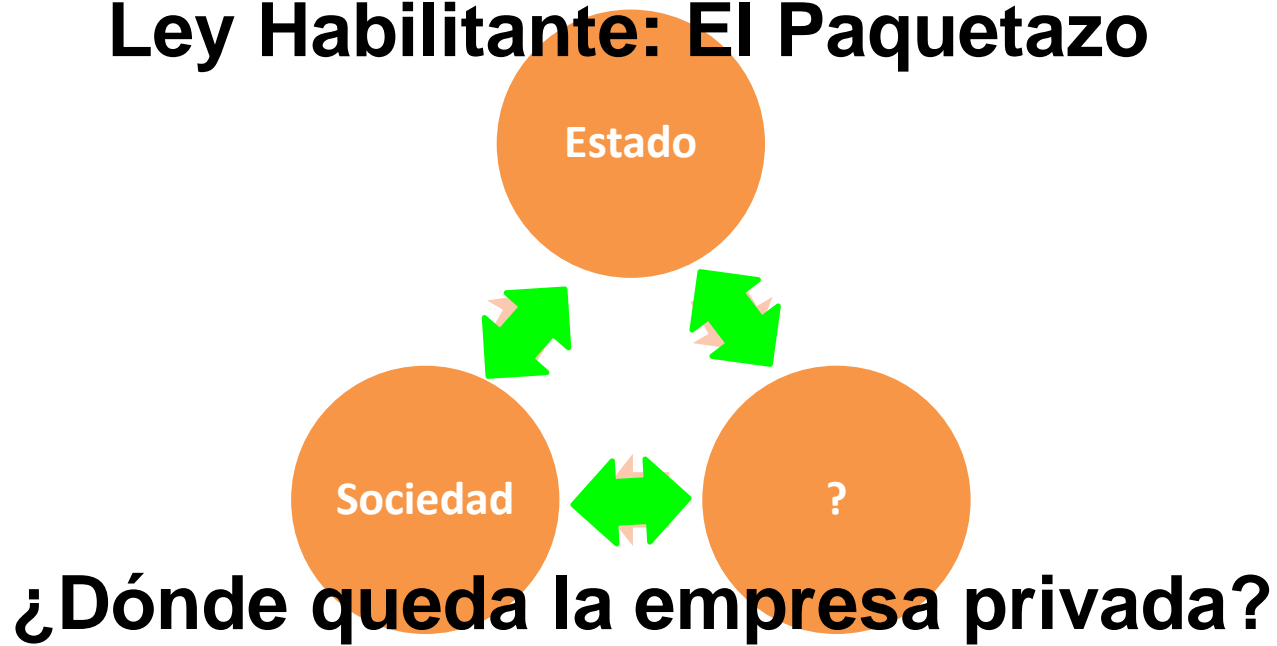 Ley Habilitante: El Paquetazo
Estado
Sociedad
?
¿Dónde queda la empresa privada?